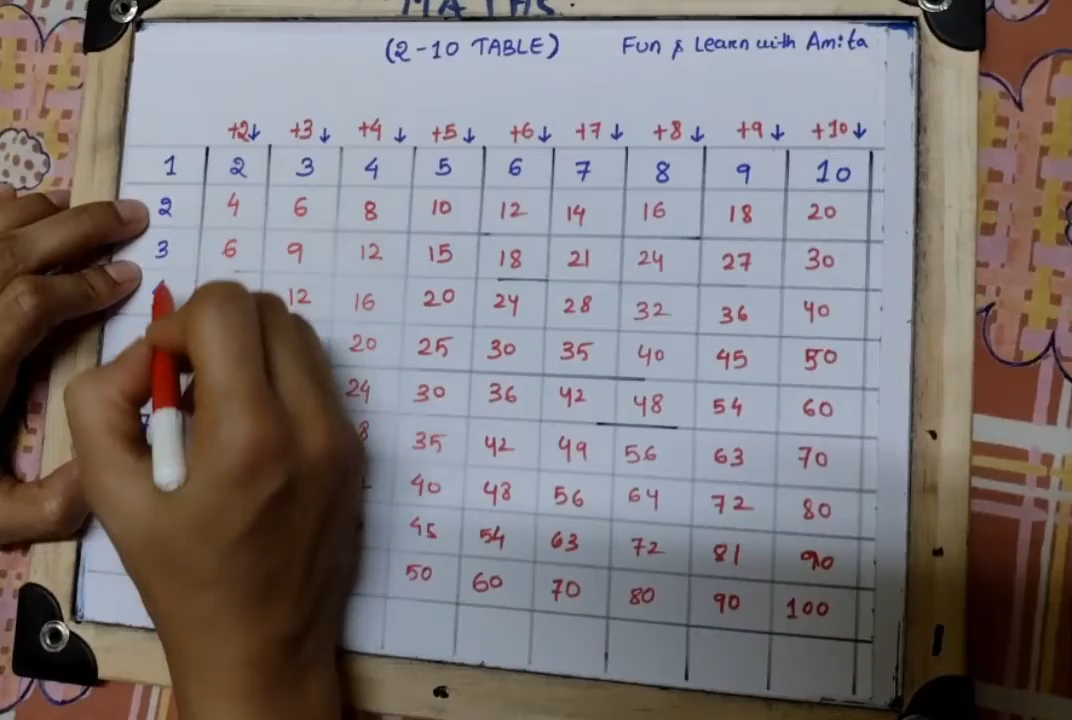 MATHS.
(2-10 TABLE) Fun & Learn with Amita
+2↓ +3↓ +4↓ +5↓ +6↓ +7↓ +8↓ +9↓ +10↓
1 2 3 4 5 6 7 8 9 10
2 4 6 8 10 12 14 16 18 20
3 6 9 12 15 18 21 24 27 30
12 16 20 24 28 32 36 40
20 25 30 35 40 45 50
24 30 36 42 48 54 60
8 35 42 49 56 63 70
40 48 56 64 72 80
45 54 63 72 81 90
50 60 70 80 90 100